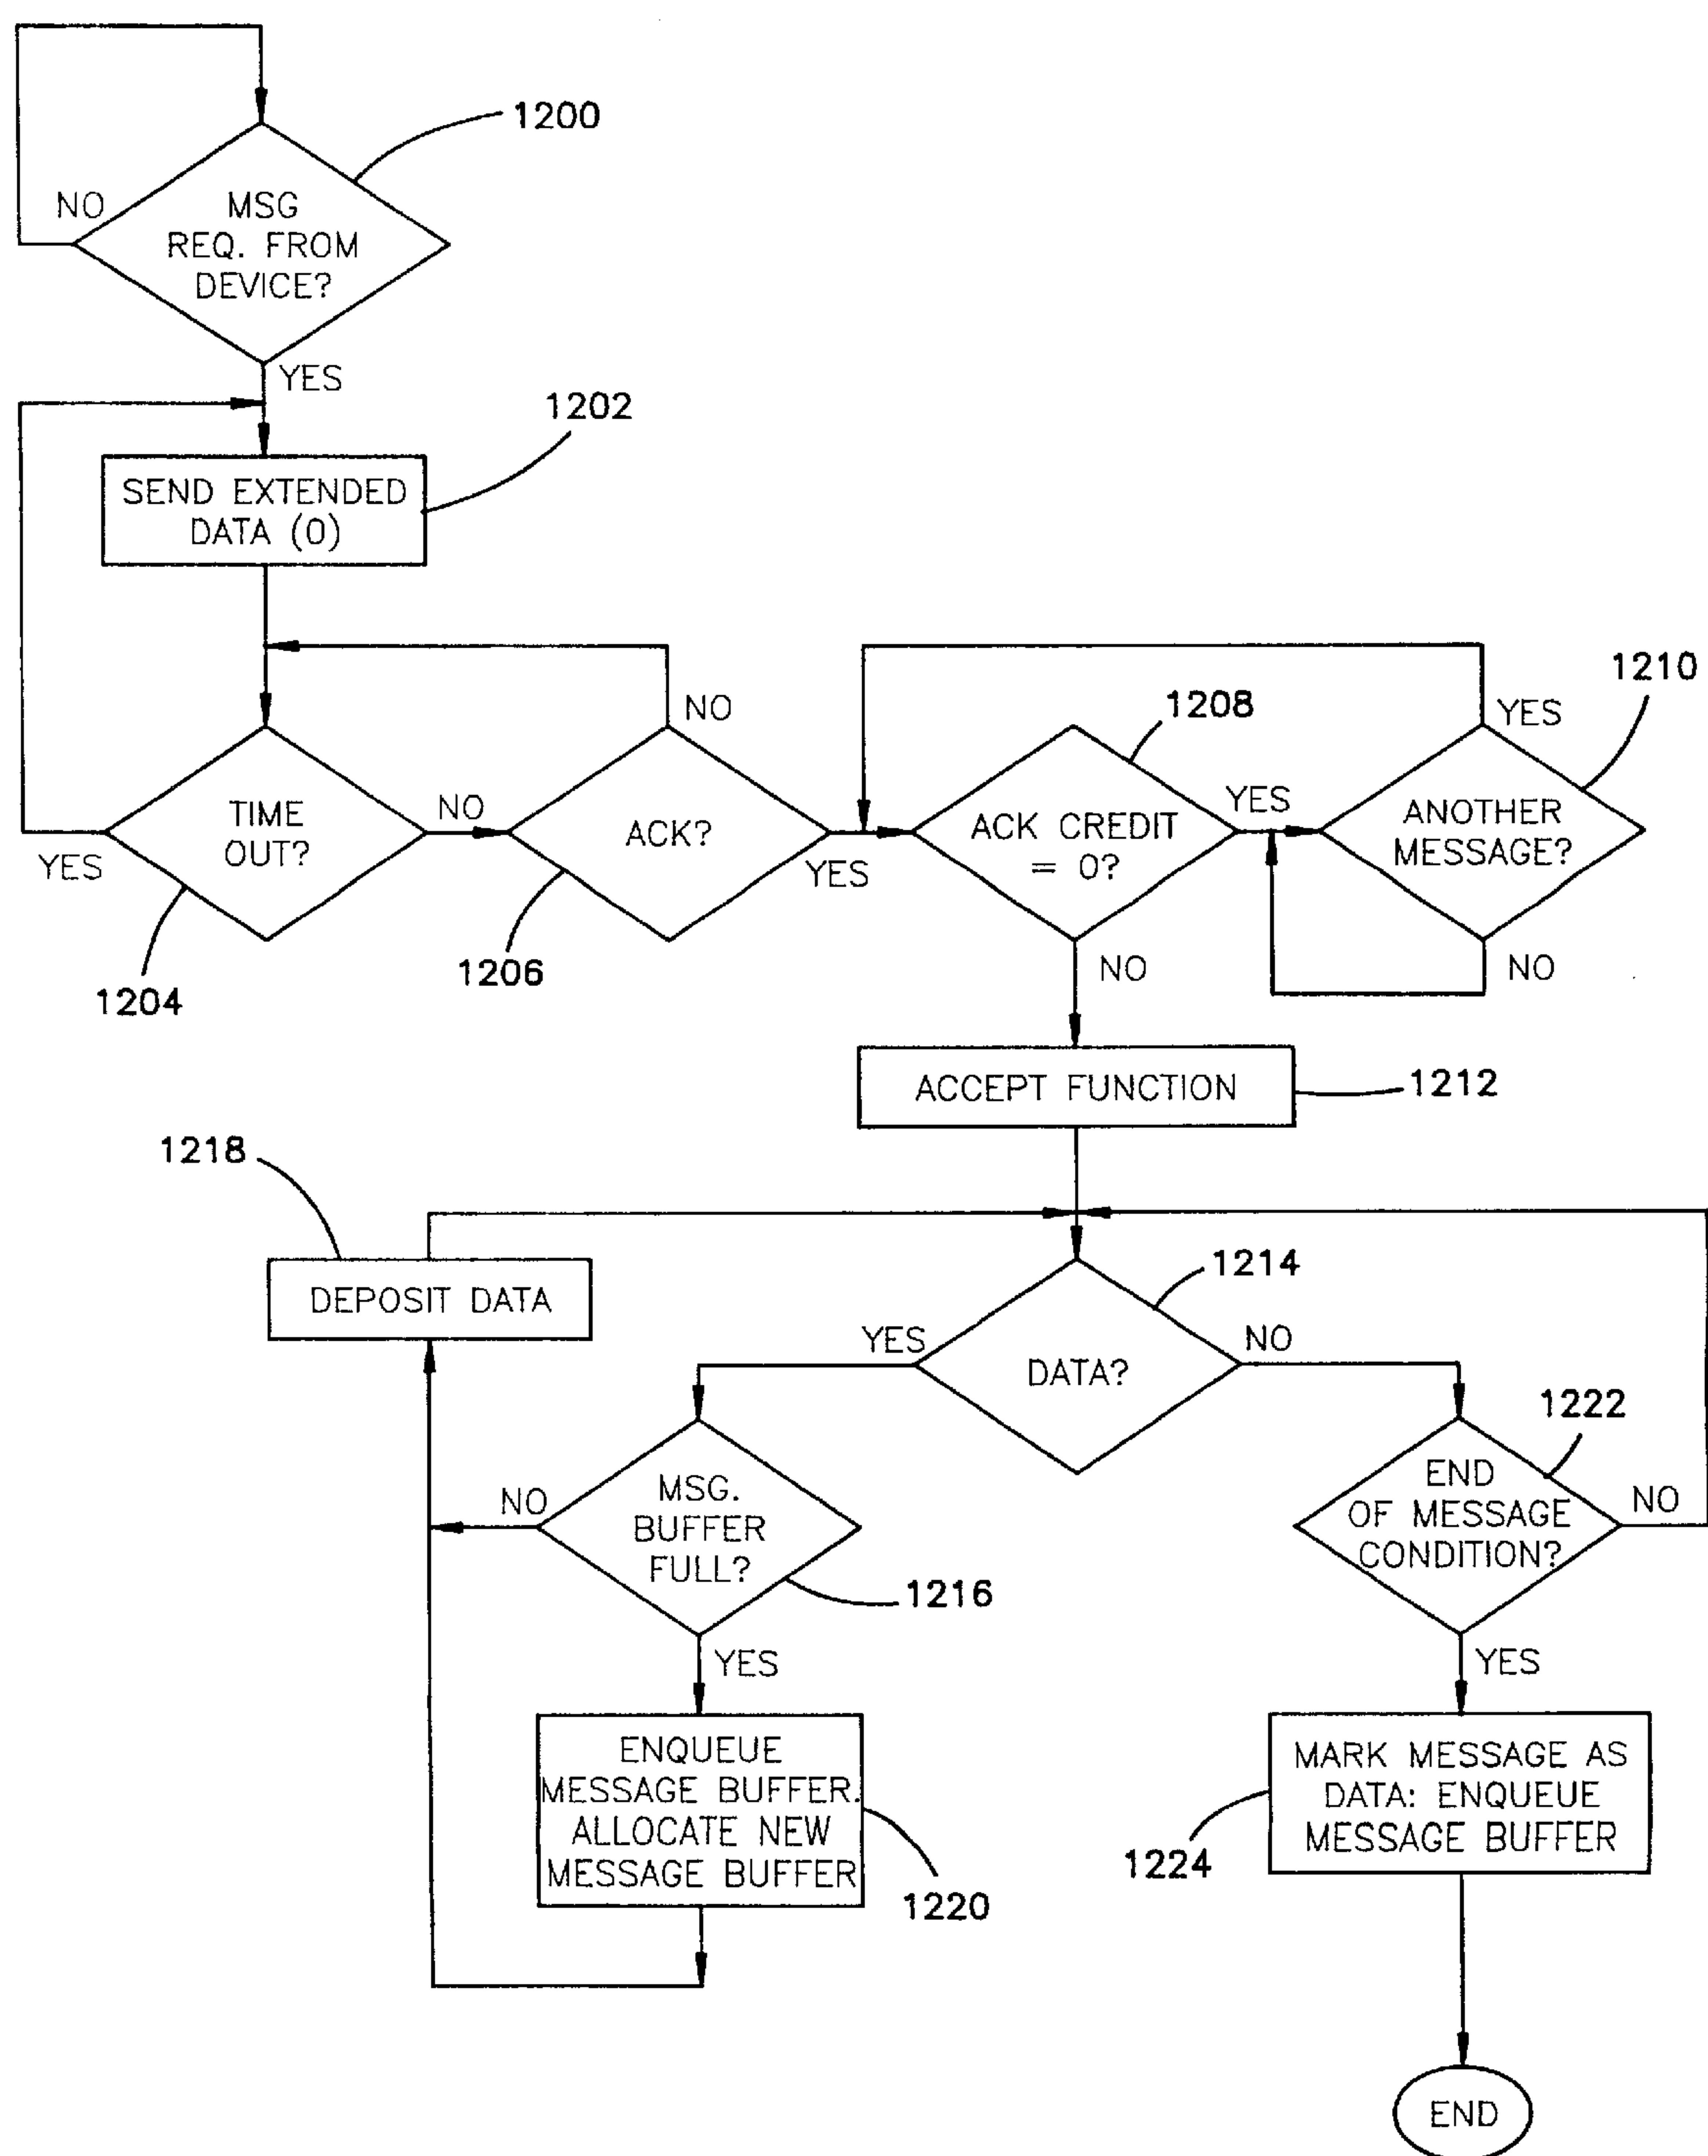 1200
NO
MSG
REQ. FROM
DEVICE?
YES
1202
SEND EXTENDED
DATA (0)
1210
NO
1208
YES
TIME
OUT?
NO
ACK?
ACK CREDIT
= 0?
YES
ANOTHER
MESSAGE?
YES
YES
1206
NO
NO
1204
ACCEPT FUNCTION
1212
1218
1214
DEPOSIT DATA
YES
DATA?
NO
1222
NO
MSG.
BUFFER
FULL?
END
OF MESSAGE
CONDITION?
NO
1216
YES
YES
ENQUEUE
MESSAGE BUFFER.
ALLOCATE NEW
MESSAGE BUFFER
MARK MESSAGE AS
DATA: ENQUEUE
MESSAGE BUFFER
1224
1220
END